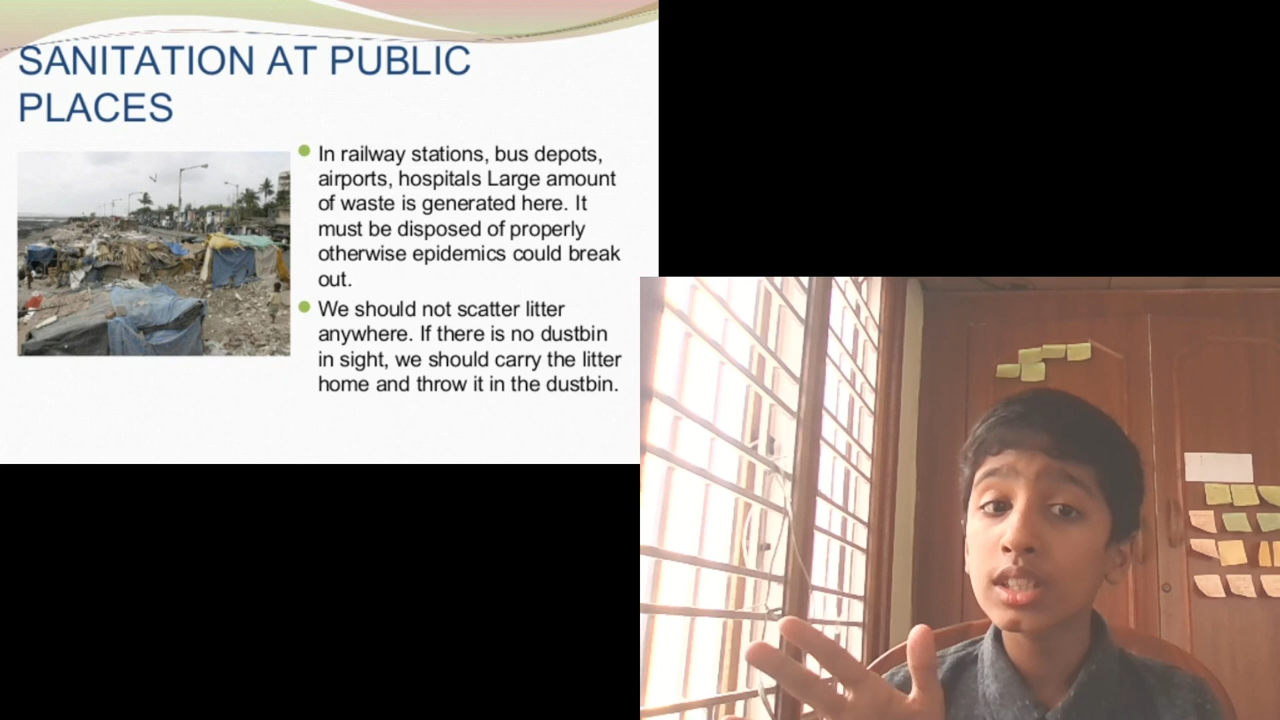 SANITATION AT PUBLIC
PLACES
In railway stations, bus depots,
airports, hospitals Large amount
of waste is generated here. It
must be disposed of properly
otherwise epidemics could break
out.
We should not scatter litter
anywhere. If there is no dustbin
in sight, we should carry the litter
home and throw it in the dustbin.